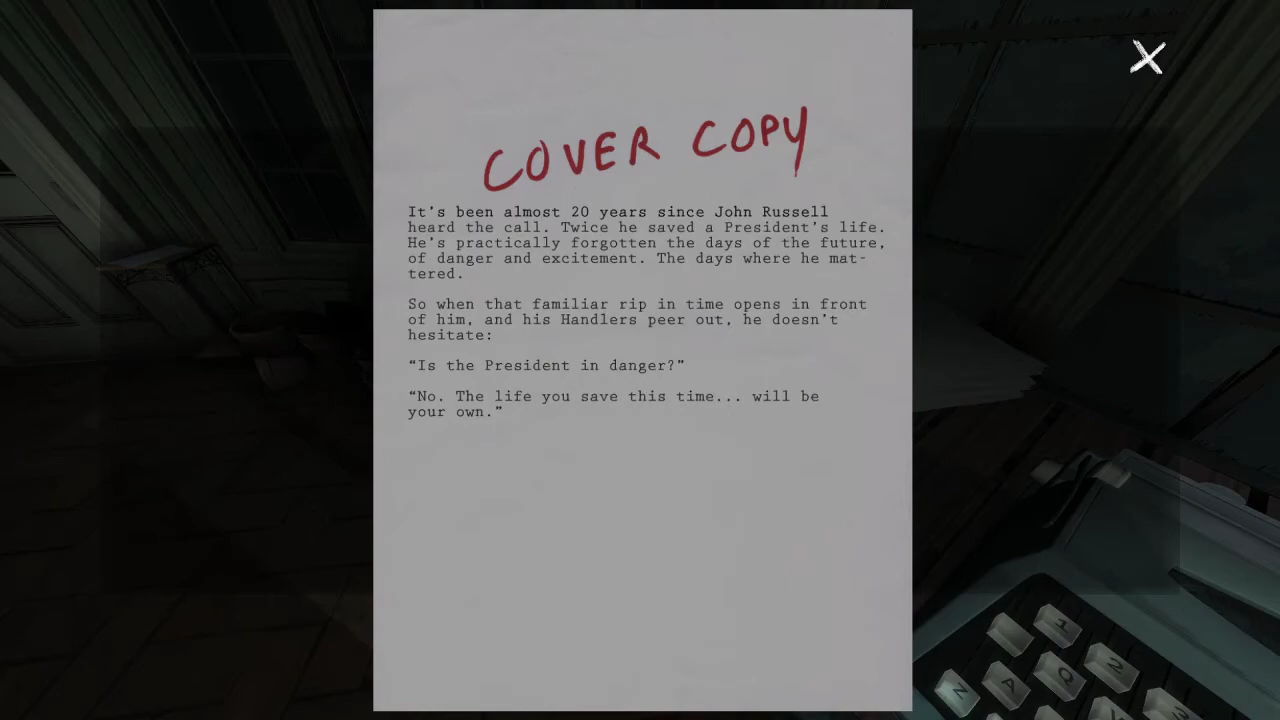 COVER COPY
It's been almost 20 years since John Russell
heard the call. Twice he saved a President's life.
He's practically forgotten the days of the future,
of danger and excitement. The days where he mat-
tered.
So when that familiar rip in time opens in front
of him, and his Handlers peer out, he doesn't
hesitate:
“Is the President in danger?”
“No. The life you save this time... will be
your own.”
1
2
Q
A
Z